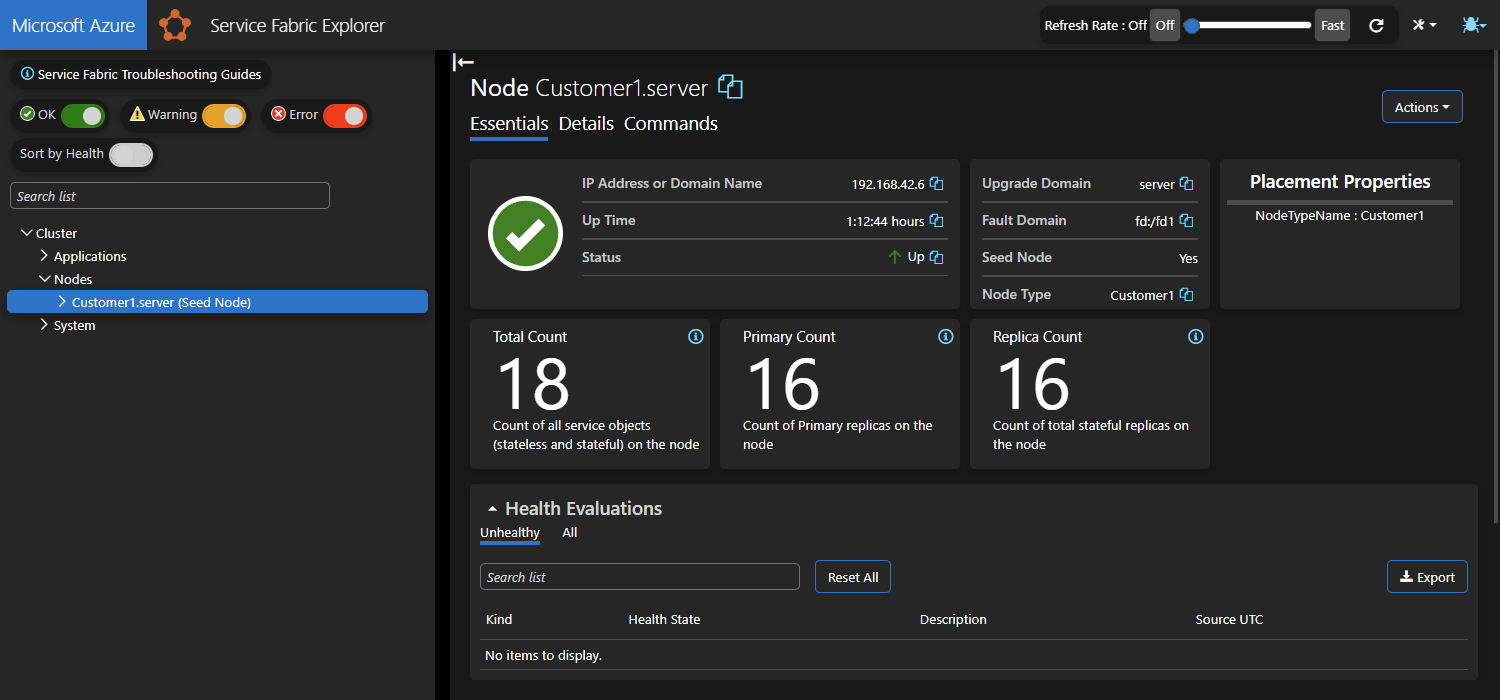 Microsoft Azure
Service Fabric Explorer
Refresh Rate : Off
Off
Fast
Service Fabric Troubleshooting Guides
OK
Warning
Error
Sort by Health
Search list
Cluster
Applications
Nodes
Customer1.server (Seed Node)
System
Node Customer1.server
Actions
Essentials Details Commands
IP Address or Domain Name 192.168.42.6
Up Time 1:12:44 hours
Status Up
Upgrade Domain server
Fault Domain fd:/fd1
Seed Node Yes
Node Type Customer1
Placement Properties
NodeTypeName : Customer1
Total Count
18
Count of all service objects
(stateless and stateful) on the node
Primary Count
16
Count of Primary replicas on the
node
Replica Count
16
Count of total stateful replicas on
the node
Health Evaluations
Unhealthy All
Search list
Reset All
Export
Kind Health State Description Source UTC
No items to display.